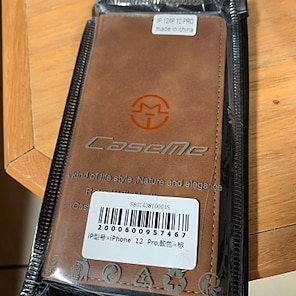 IP 12/IP 12 PRO
made in china
CaseMe
kind of life style ,Nature and elegance
SB01438100015
2000600957467
iP型号=iPhone 12 Pro,颜色=棕